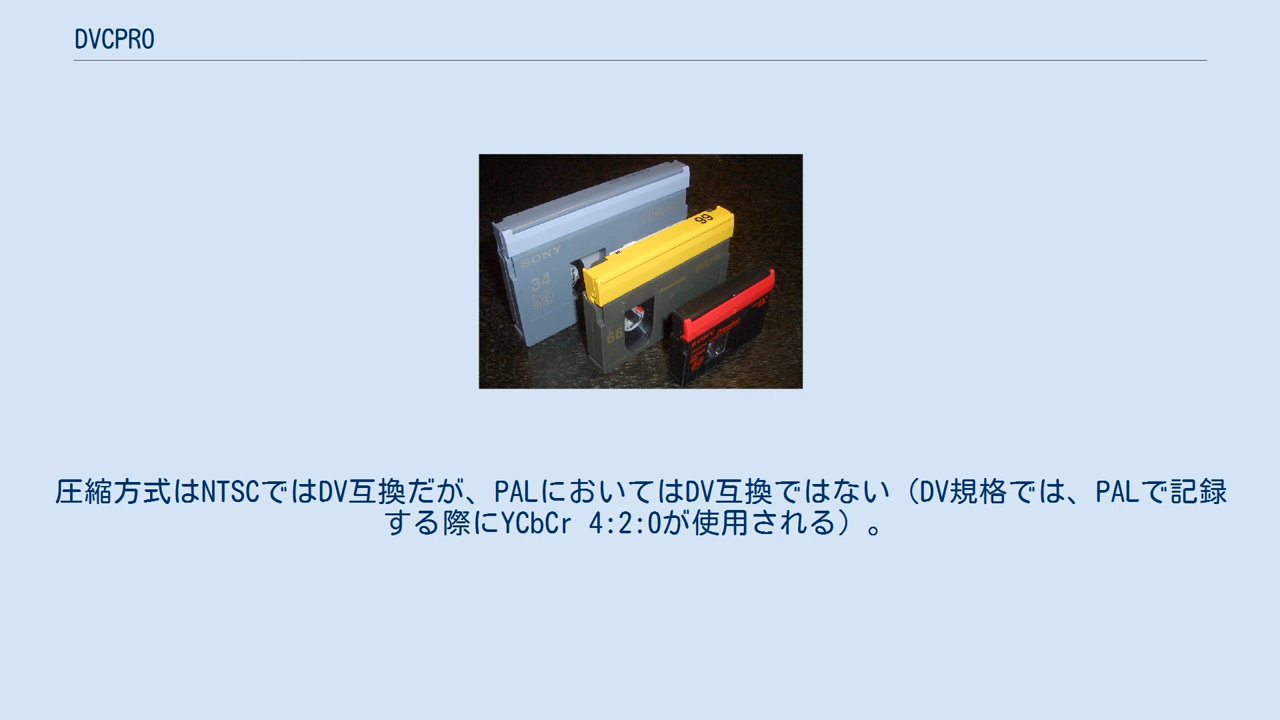 DVCPRO
SONY
34
66
66
圧縮方式はNTSCではDV互換だが、PALにおいてはDV互換ではない（DV規格では、PALで記録
する際にYCbCr 4:2:0が使用される）。